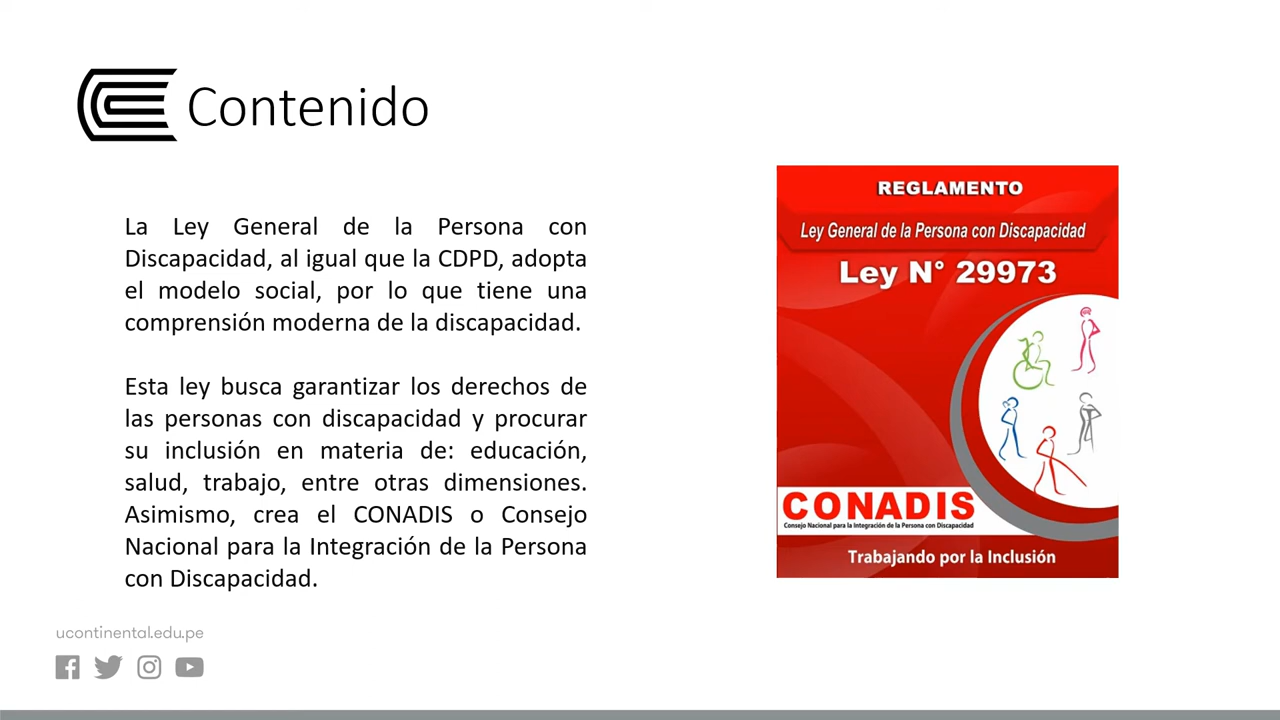 Contenido
La Ley General de la Persona con
Discapacidad, al igual que la CDPD, adopta
el modelo social, por lo que tiene una
comprensión moderna de la discapacidad.
Esta ley busca garantizar los derechos de
las personas con discapacidad y procurar
su inclusión en materia de: educación,
salud, trabajo, entre otras dimensiones.
Asimismo, crea el CONADIS o Consejo
Nacional para la Integración de la Persona
con Discapacidad.
REGLAMENTO
Ley General de la Persona con Discapacidad
Ley N° 29973
CONADIS
Consejo Nacional para la Integración de la Persona con Discapacidad
Trabajando por la Inclusión
ucontinental.edu.pe